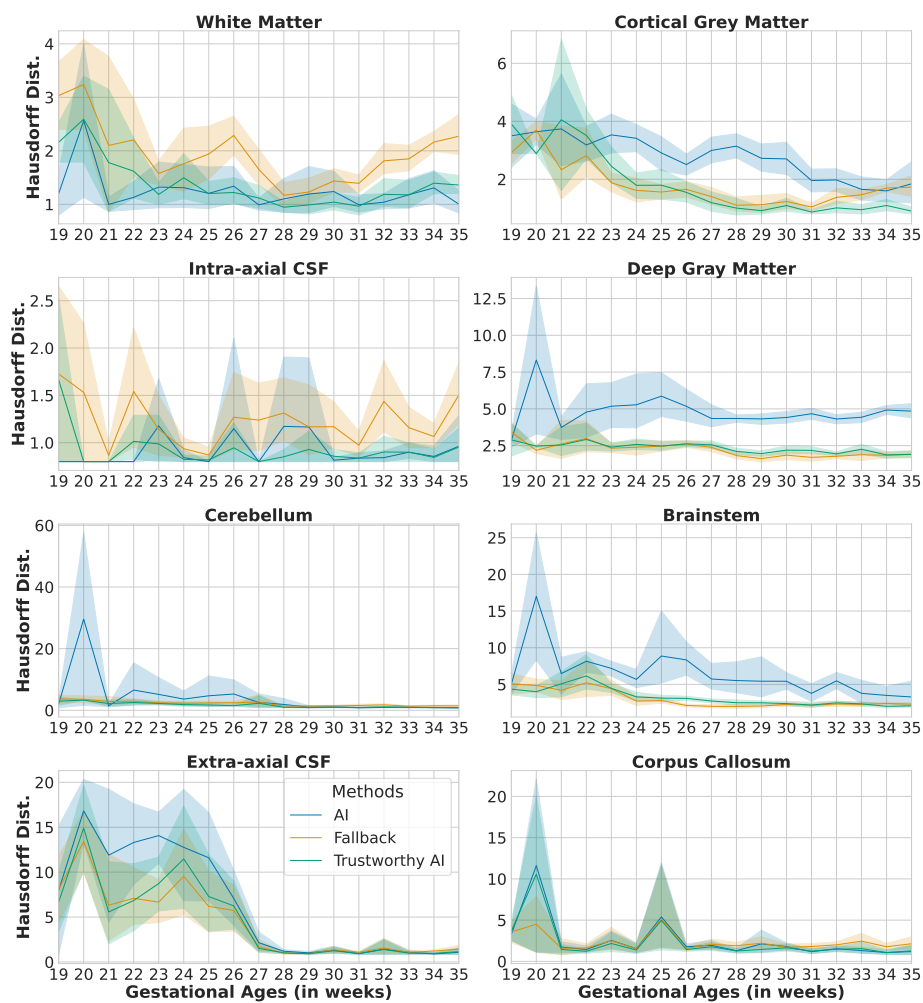 White Matter
Cortical Grey Matter
Hausdorff Dist.
4
3
2
1
6
4
2
19 20 21 22 23 24 25 26 27 28 29 30 31 32 33 34 35
19 20 21 22 23 24 25 26 27 28 29 30 31 32 33 34 35
Intra-axial CSF
Deep Gray Matter
Hausdorff Dist.
2.5
2.0
1.5
1.0
12.5
10.0
7.5
5.0
2.5
19 20 21 22 23 24 25 26 27 28 29 30 31 32 33 34 35
19 20 21 22 23 24 25 26 27 28 29 30 31 32 33 34 35
Cerebellum
Brainstem
Hausdorff Dist.
60
40
20
0
25
20
15
10
5
0
19 20 21 22 23 24 25 26 27 28 29 30 31 32 33 34 35
19 20 21 22 23 24 25 26 27 28 29 30 31 32 33 34 35
Extra-axial CSF
Corpus Callosum
Hausdorff Dist.
20
15
10
5
0
Methods
AI
Fallback
Trustworthy AI
20
15
10
5
0
19 20 21 22 23 24 25 26 27 28 29 30 31 32 33 34 35
19 20 21 22 23 24 25 26 27 28 29 30 31 32 33 34 35
Gestational Ages (in weeks)
Gestational Ages (in weeks)